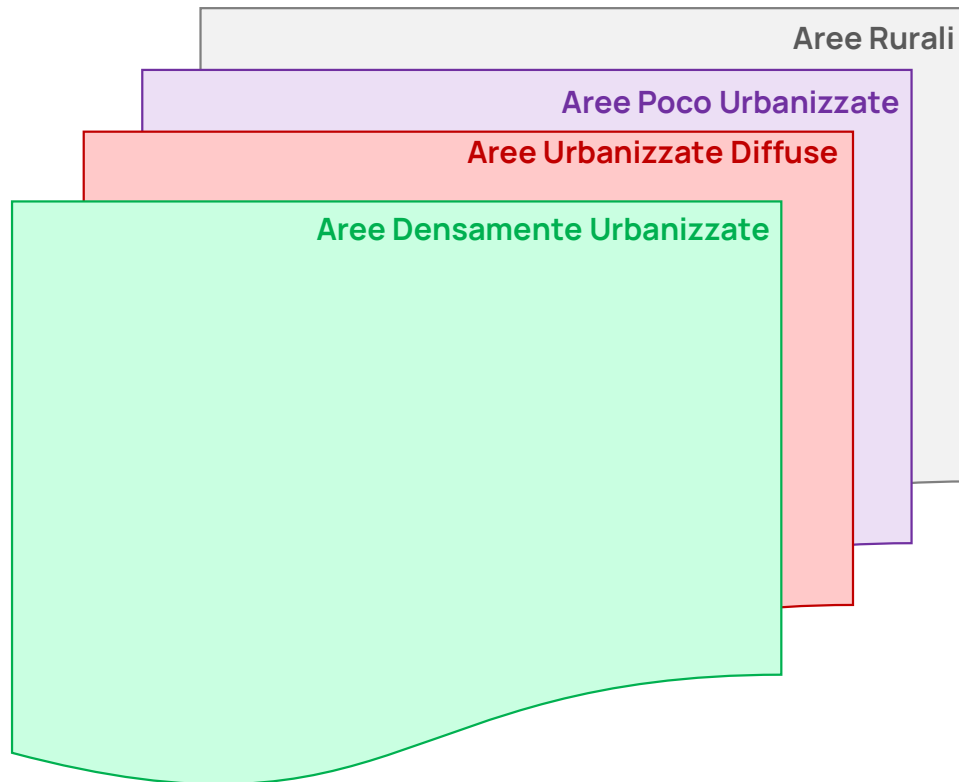 Aree Rurali
Aree Poco Urbanizzate
Aree Urbanizzate Diffuse
Aree Densamente Urbanizzate